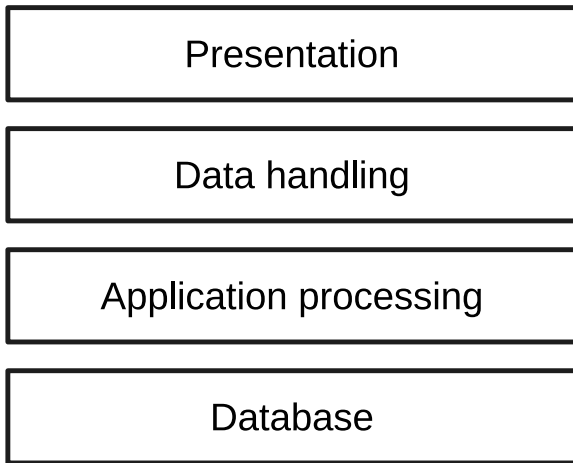 Presentation
Data handling
Application processing
Database